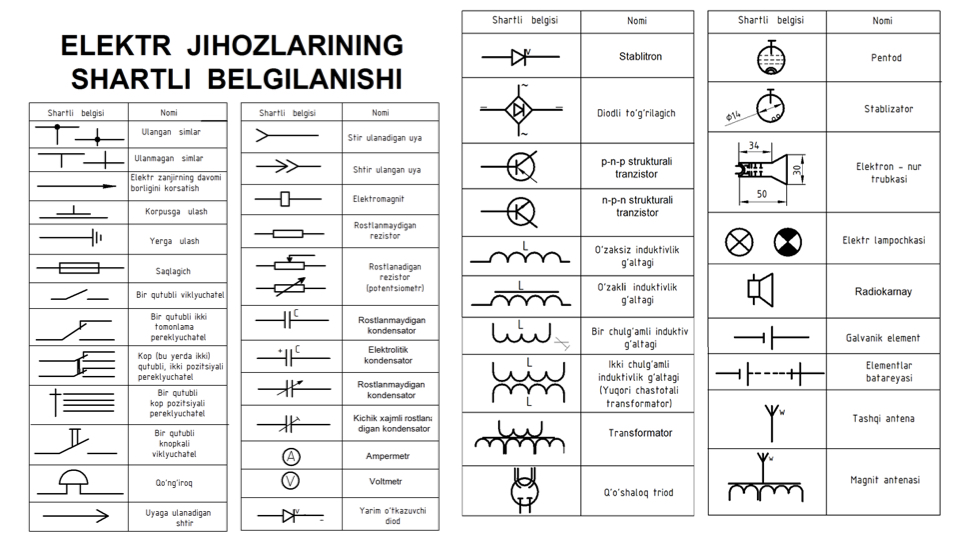 ELEKTR JIHOZLARINING
SHARTLI BELGILANISHI
Shartli belgisi Nomi
Ulangan simlar
Ulanmagan simlar
Elektr zanjirning davomi
borligini korsatish
Korpusga ulash
Yerga ulash
Saqlagich
Bir qutubli viklyuchatel
Bir qutubli ikki
tomonlama
pereklyuchatel
Kop (bu yerda ikki)
qutubli, ikki pozitsiyali
pereklyuchatel
Bir qutubli
kop pozitsiyali
pereklyuchatel
Bir qutubli
knopkali
viklyuchatel
Qo'ng'iroq
Uyaga ulanadigan
shtir
Shartli belgisi Nomi
Stir ulanadigan uya
Shtir ulangan uya
Elektromagnit
Rostlanmaydigan
rezistor
Rostlanadigan
rezistor
(potensiometr)
C
Rostlanmaydigan
kondensator
+ C
Elektrolitik
kondensator
Rostlanmaydigan
kondensator
Kichik xajmli rostlana
digan kondensator
A
Ampermetr
V
Voltmetr
v
Yarim o'tkazuvchi
diod
Shartli belgisi Nomi
v
Stablitron
~
Diodli to'g'rilagich
~
p-n-p strukturali
tranzistor
n-p-n strukturali
tranzistor
L
O'zaksiz induktivlik
g'altagi
L
O'zakli induktivlik
g'altagi
L
Bir chulg'amli induktiv
g'altagi
L
Ikki chulg'amli
induktivlik g'altagi
(Yuqori chastotali
transformator)
L
Transformator
Q'o'shaloq triod
Shartli belgisi Nomi
Pentod
Ø14
Stablizator
34
30
50
Elektron - nur
trubkasi
Elektr lampochkasi
Radiokarnay
Galvanik element
Elementlar
batareyasi
w
Tashqi antena
w
Magnit antenasi